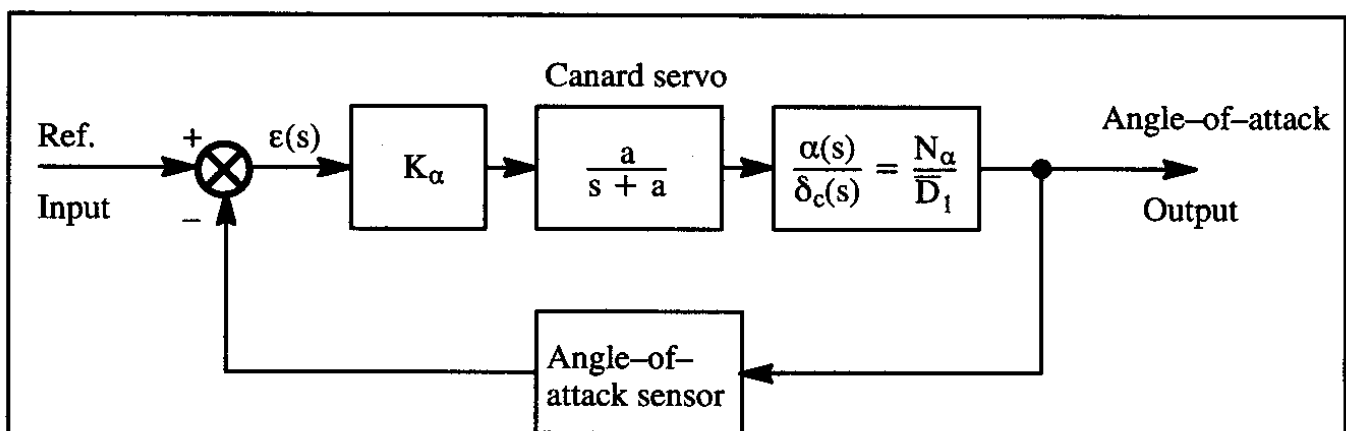 Canard servo
Ref.
Input
+
−
ε(s)
Kα
a
s + a
α(s)
δc(s)
=
Nα
D̅1
Angle–of–attack
Output
Angle–of–
attack sensor